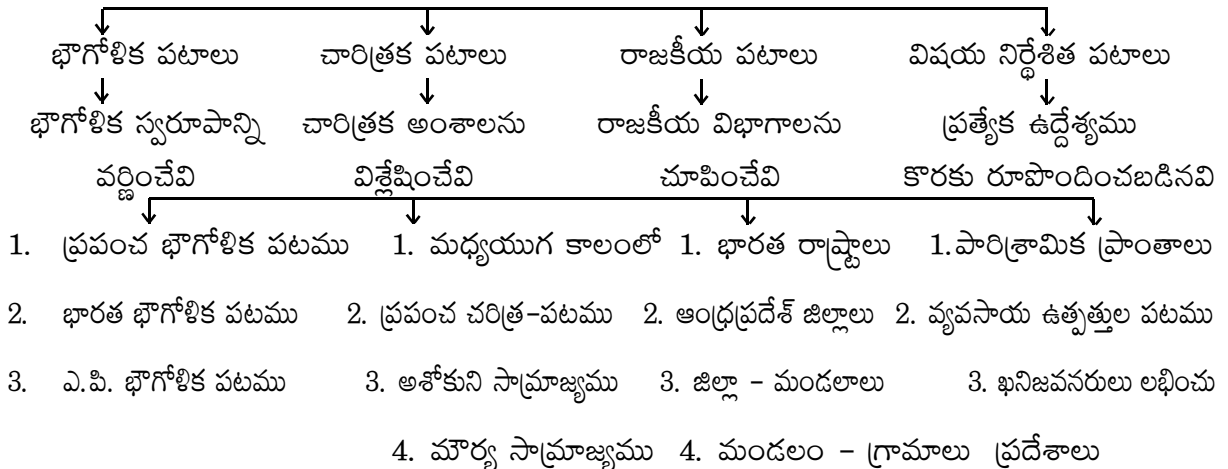 భౌగోళిక పటాలు చారిత్రక పటాలు రాజకీయ పటాలు విషయ నిర్ధేశిత పటాలు
భౌగోళిక స్వరూపాన్ని చారిత్రక అంశాలను రాజకీయ విభాగాలను ప్రత్యేక ఉద్దేశ్యము
వర్ణించేవి విశ్లేషించేవి చూపించేవి కొరకు రూపొందించబడినవి
1. ప్రపంచ భౌగోళిక పటము 1. మధ్యయుగ కాలంలో 1. భారత రాష్ట్రాలు 1.పారిశ్రామిక ప్రాంతాలు
2. భారత భౌగోళిక పటము 2. ప్రపంచ చరిత్ర-పటము 2. ఆంధ్రప్రదేశ్ జిల్లాలు 2. వ్యవసాయ ఉత్పత్తుల పటము
3. ఎ.పి. భౌగోళిక పటము 3. అశోకుని సామ్రాజ్యము 3. జిల్లా - మండలాలు 3. ఖనిజవనరులు లభించు
4. మౌర్య సామ్రాజ్యము 4. మండలం - గ్రామాలు ప్రదేశాలు